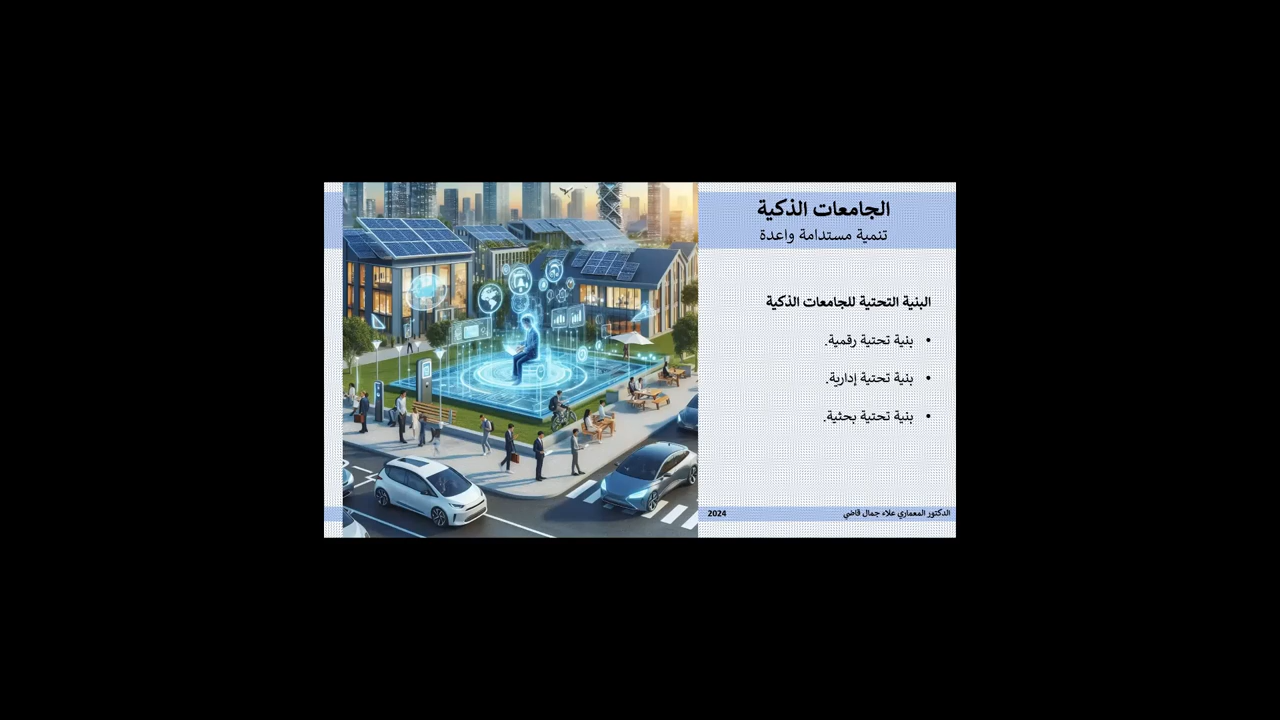 الجامعات الذكية
تنمية مستدامة واعدة
البنية التحتية للجامعات الذكية
• بنية تحتية رقمية.
• بنية تحتية إدارية.
• بنية تحتية بحثية.
الدكتور المعماري علاء جمال قاضي
2024